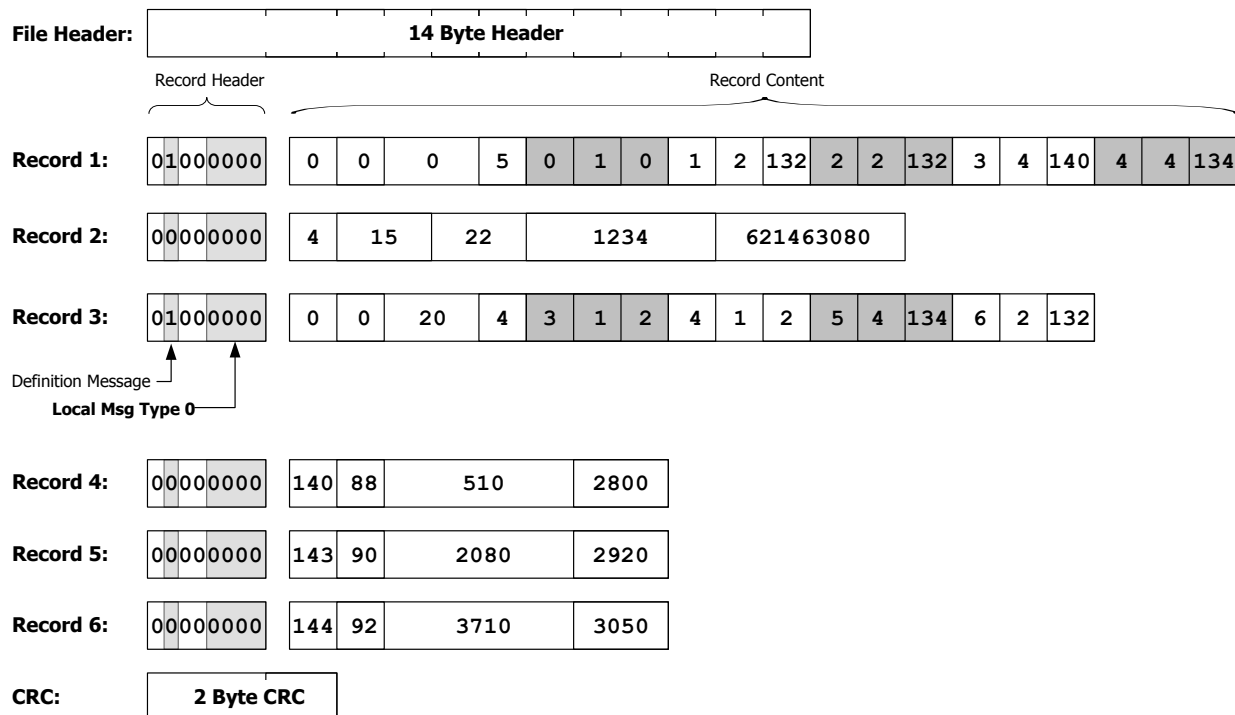 File Header: 14 Byte Header
Record Header Record Content
Record 1: 01000000 0 0 0 5 0 1 0 1 2 132 2 2 132 3 4 140 4 4 134
Record 2: 00000000 4 15 22 1234 621463080
Record 3: 01000000 0 0 20 4 3 1 2 4 1 2 5 4 134 6 2 132
Definition Message
Local Msg Type 0
Record 4: 00000000 140 88 510 2800
Record 5: 00000000 143 90 2080 2920
Record 6: 00000000 144 92 3710 3050
CRC: 2 Byte CRC